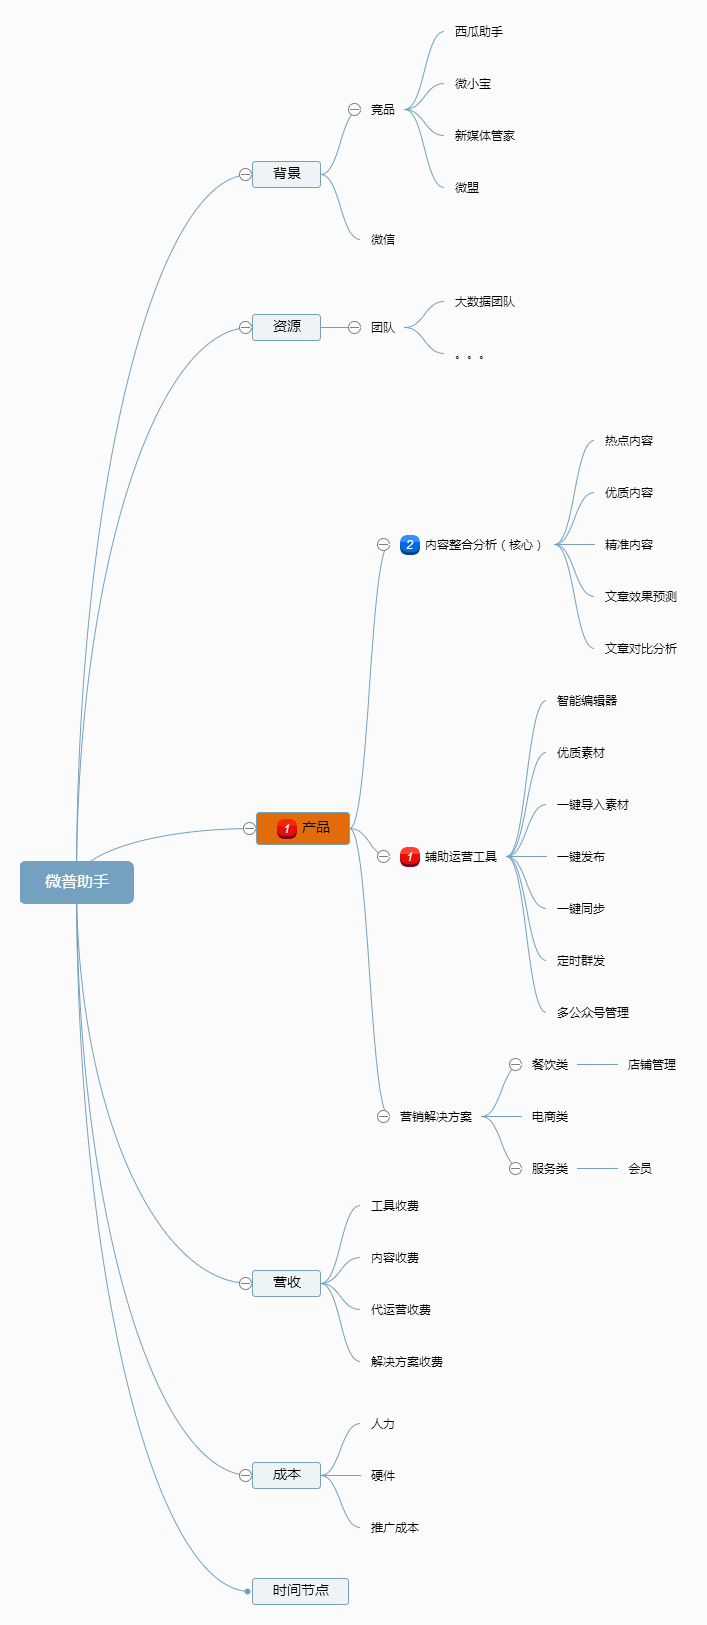 微普助手
背景
竞品
西瓜助手
微小宝
新媒体管家
微盟
微信
资源
团队
大数据团队
。。。
1 产品
2 内容整合分析（核心）
热点内容
优质内容
精准内容
文章效果预测
文章对比分析
1 辅助运营工具
智能编辑器
优质素材
一键导入素材
一键发布
一键同步
定时群发
多公众号管理
营销解决方案
餐饮类
店铺管理
电商类
服务类
会员
营收
工具收费
内容收费
代运营收费
解决方案收费
成本
人力
硬件
推广成本
时间节点